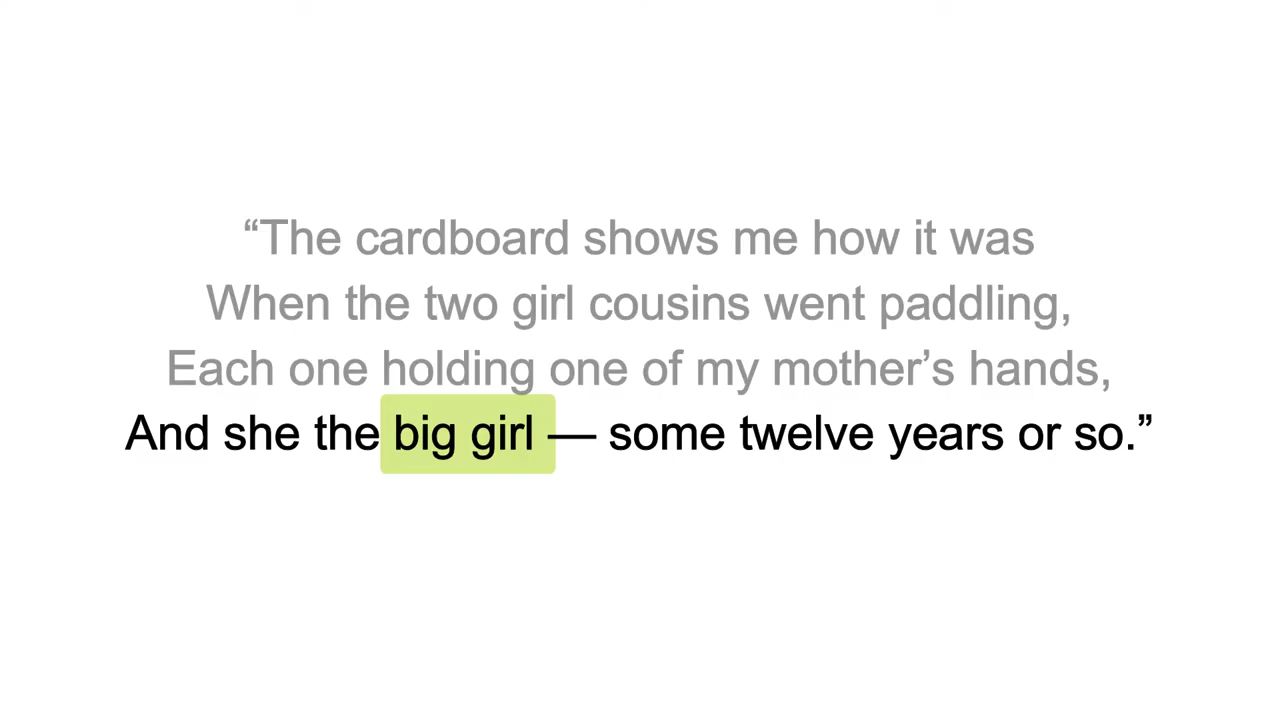 “The cardboard shows me how it was
When the two girl cousins went paddling,
Each one holding one of my mother’s hands,
And she the big girl — some twelve years or so.”